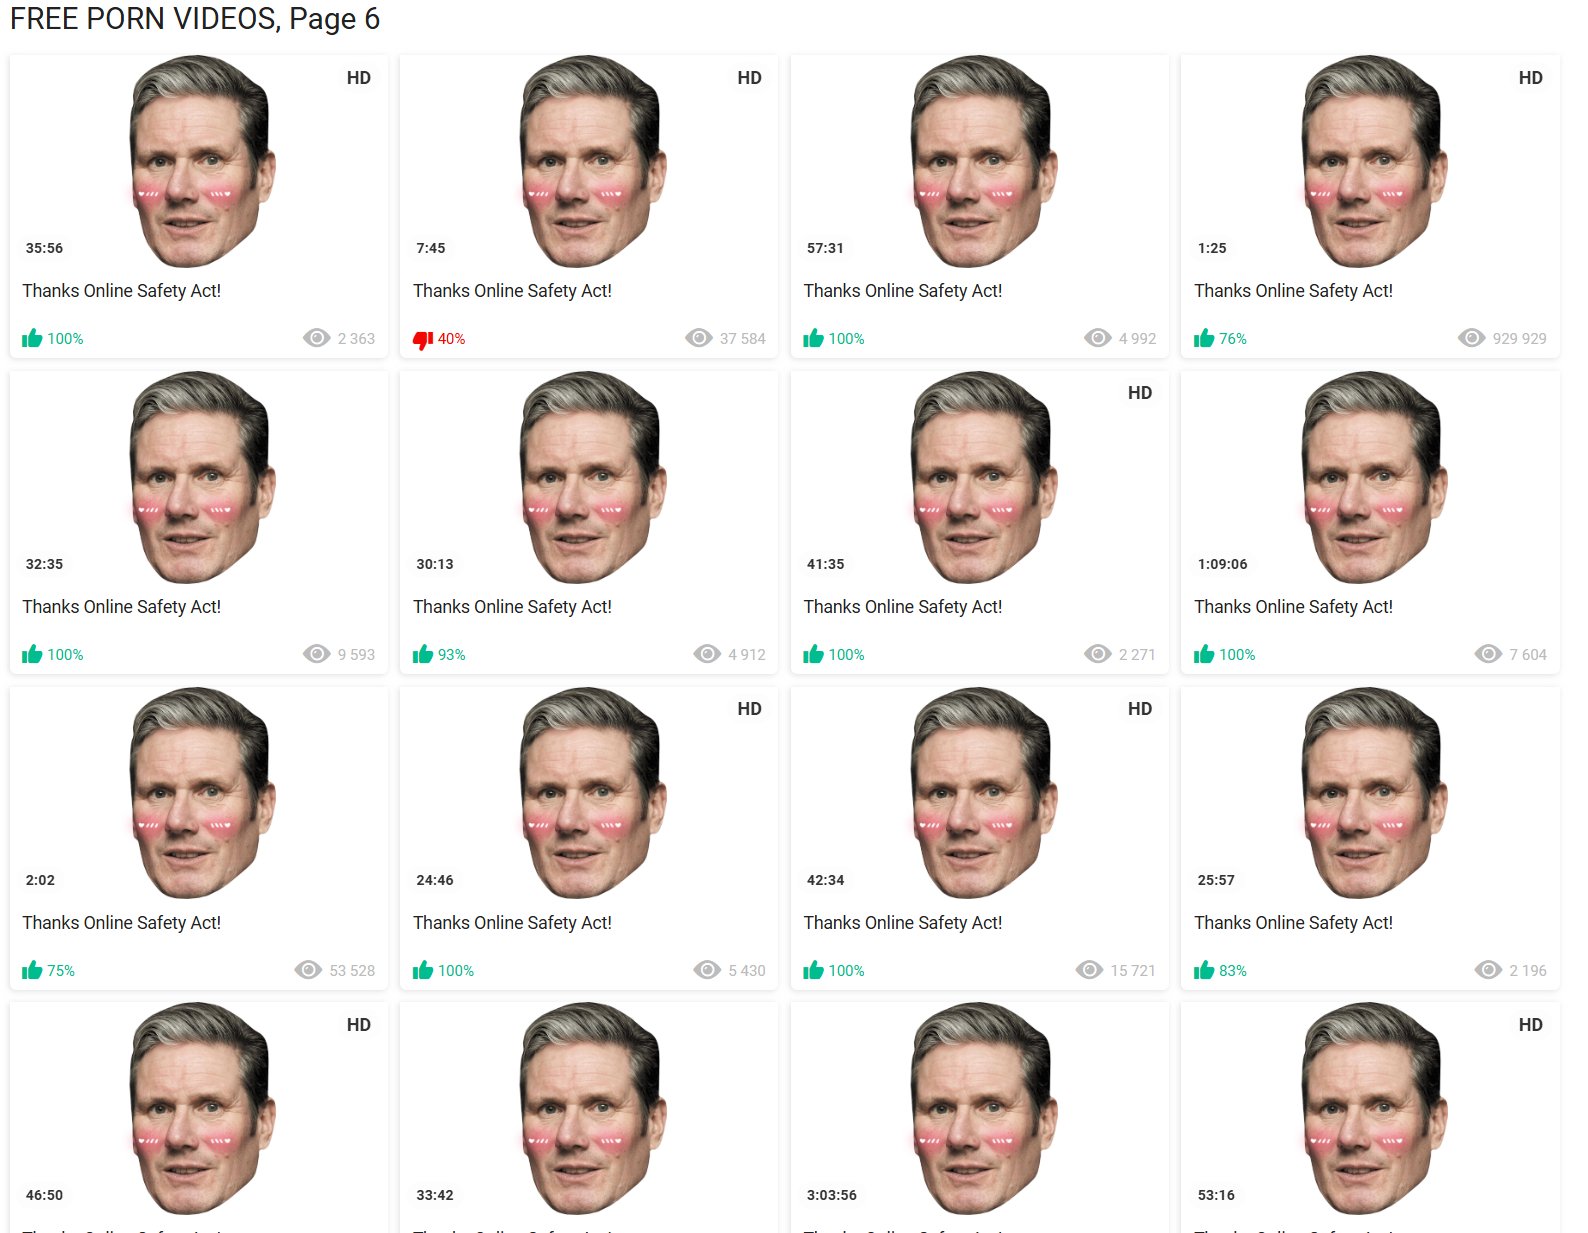 FREE PORN VIDEOS, Page 6
HD HD HD
35:56 7:45 57:31 1:25
Thanks Online Safety Act! Thanks Online Safety Act! Thanks Online Safety Act! Thanks Online Safety Act!
100% 2 363 40% 37 584 100% 4 992 76% 929 929
HD
32:35 30:13 41:35 1:09:06
Thanks Online Safety Act! Thanks Online Safety Act! Thanks Online Safety Act! Thanks Online Safety Act!
100% 9 593 93% 4 912 100% 2 271 100% 7 604
HD HD
2:02 24:46 42:34 25:57
Thanks Online Safety Act! Thanks Online Safety Act! Thanks Online Safety Act! Thanks Online Safety Act!
75% 53 528 100% 5 430 100% 15 721 83% 2 196
HD HD
46:50 33:42 3:03:56 53:16